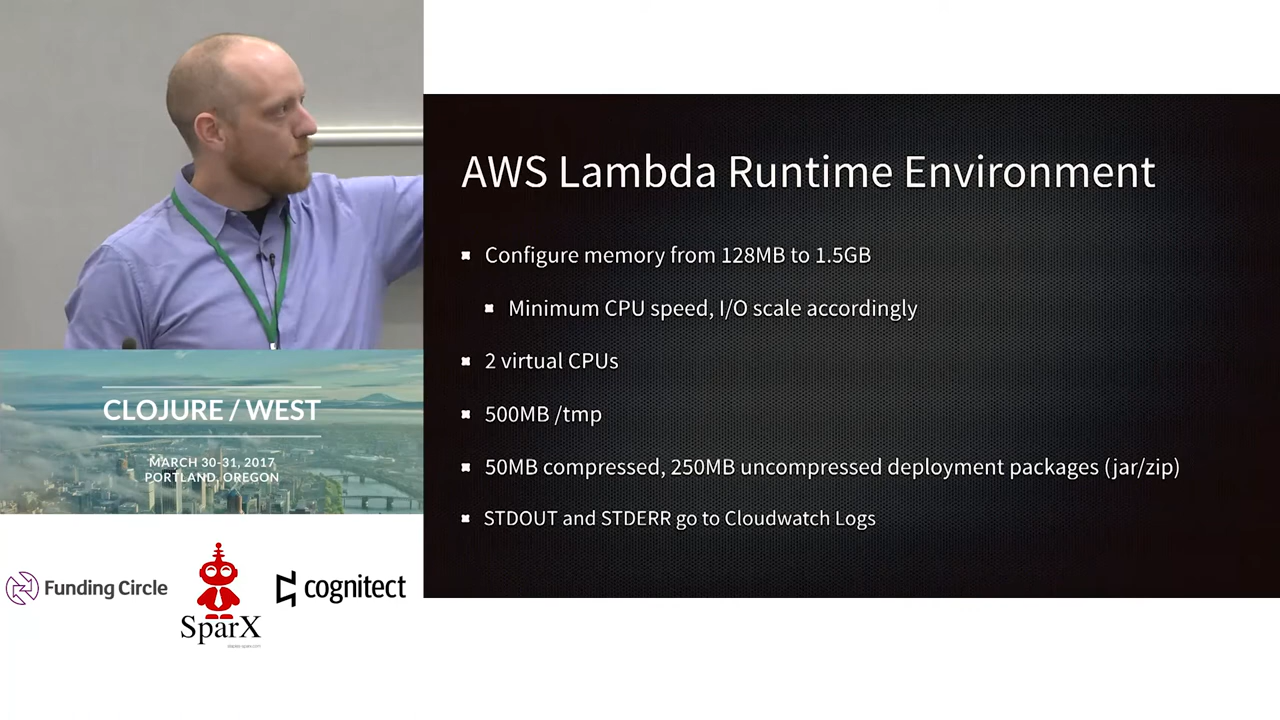 AWS Lambda Runtime Environment
Configure memory from 128MB to 1.5GB
Minimum CPU speed, I/O scale accordingly
2 virtual CPUs
500MB /tmp
50MB compressed, 250MB uncompressed deployment packages (jar/zip)
STDOUT and STDERR go to Cloudwatch Logs
CLOJURE / WEST
MARCH 30-31, 2017
PORTLAND, OREGON
Funding Circle
SparX
cognitect